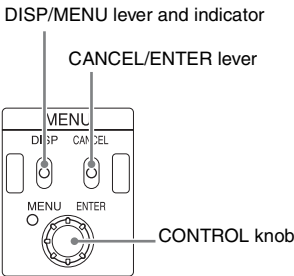 DISP/MENU lever and indicator
CANCEL/ENTER lever
MENU
DISP CANCEL
MENU ENTER
CONTROL knob